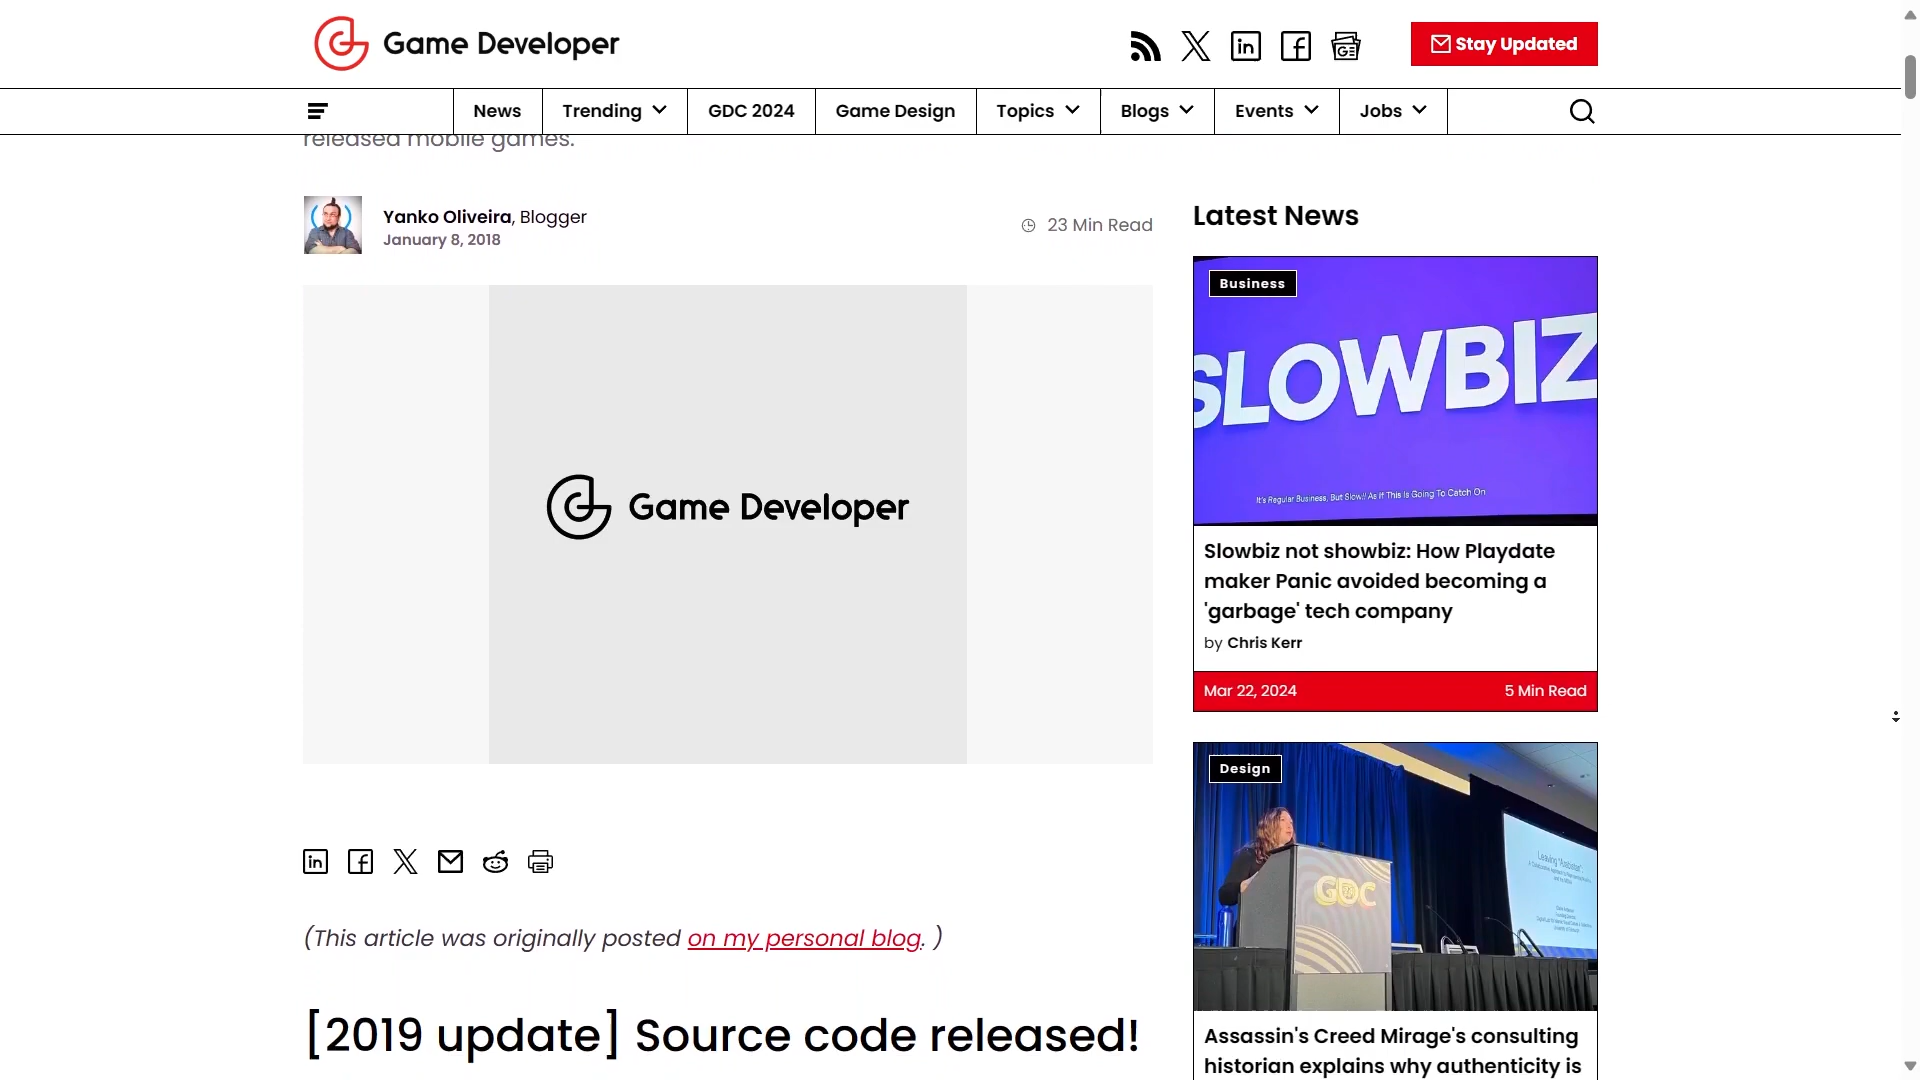 Game Developer
Stay Updated
News
Trending
GDC 2024
Game Design
Topics
Blogs
Events
Jobs
released mobile games.
Yanko Oliveira, Blogger
January 8, 2018
23 Min Read
Game Developer
(This article was originally posted on my personal blog. )
[2019 update] Source code released!
Latest News
Business
SLOWBIZ
It's Regular Business, But Slow!! As If This Is Going To Catch On
Slowbiz not showbiz: How Playdate
maker Panic avoided becoming a
'garbage' tech company
by Chris Kerr
Mar 22, 2024
5 Min Read
Design
GDC
Assassin's Creed Mirage's consulting
historian explains why authenticity is